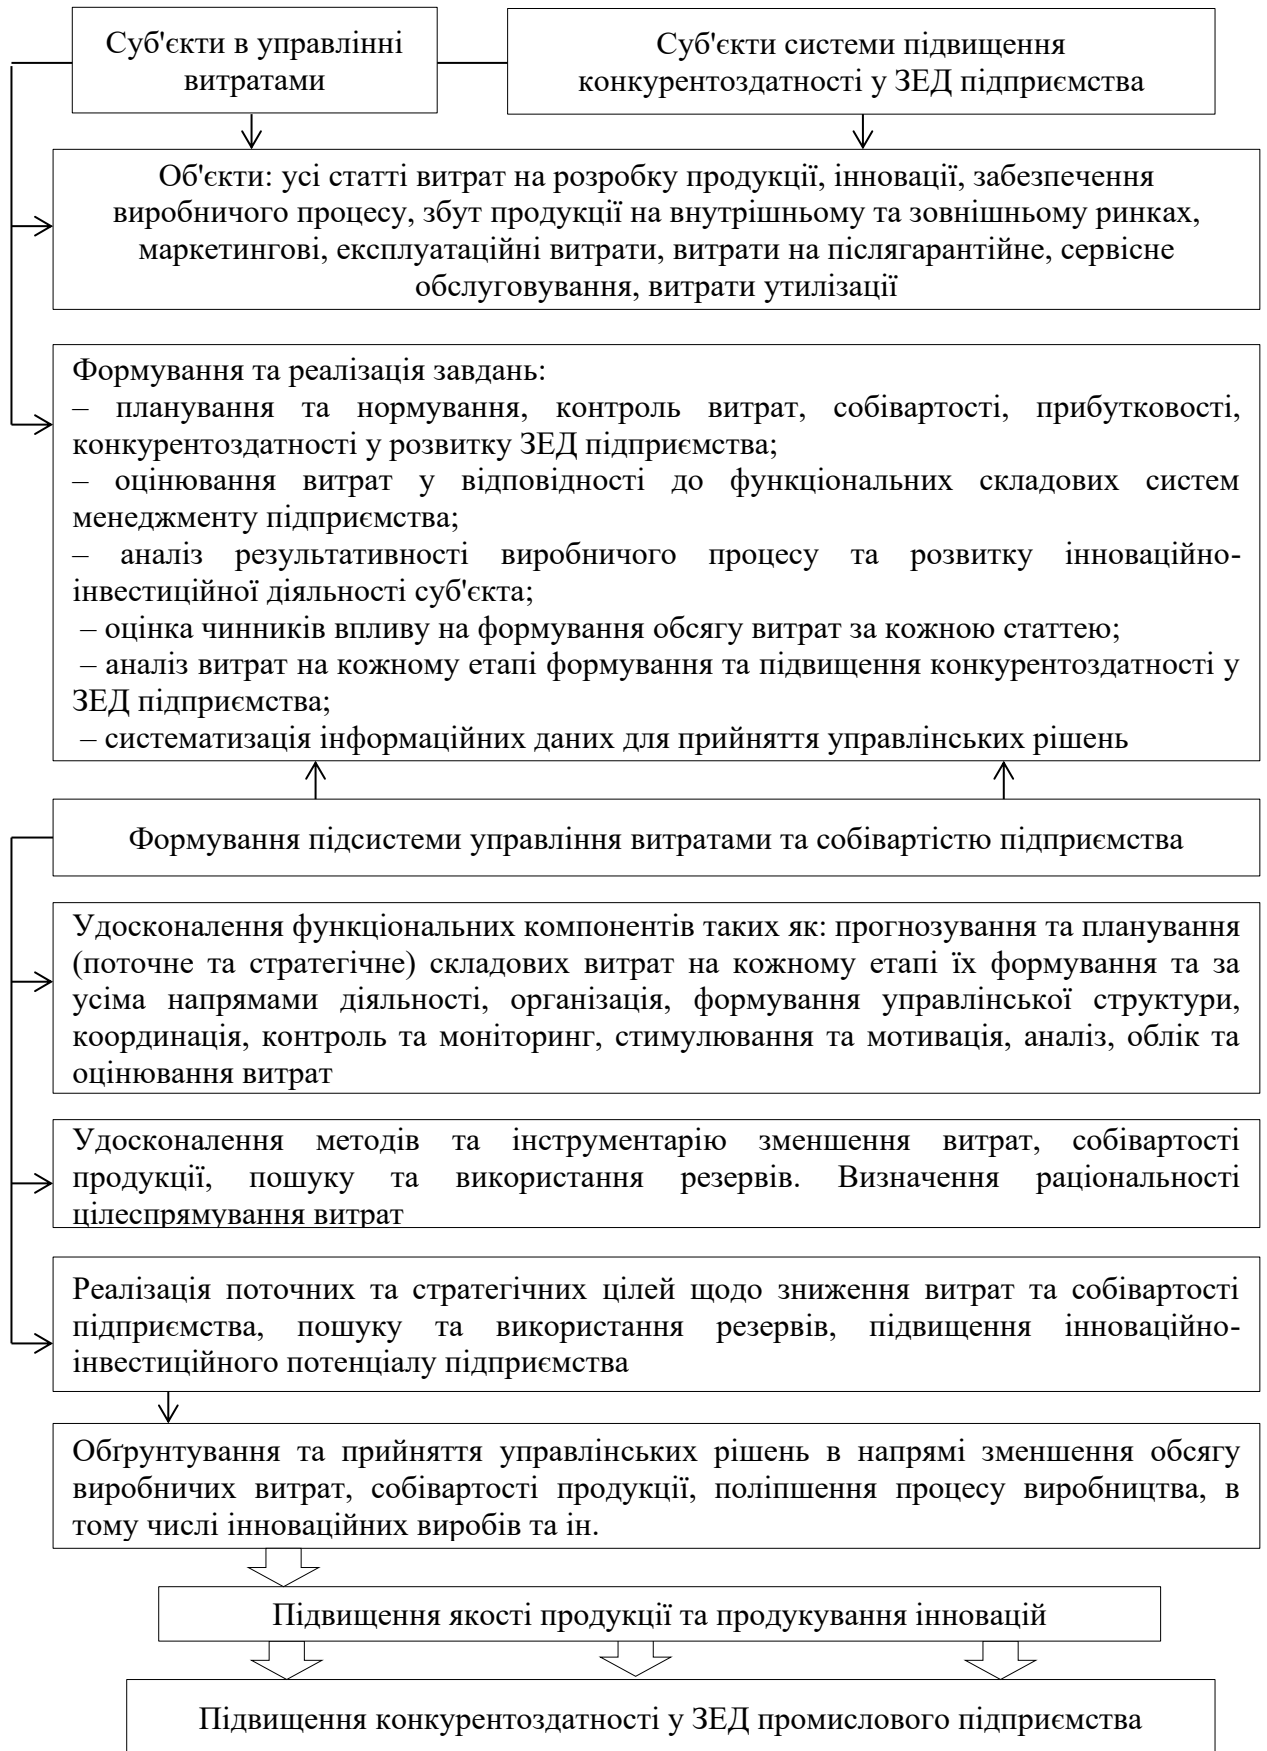 Суб'єкти в управлінні
витратами
Суб'єкти системи підвищення
конкурентоздатності у ЗЕД підприємства
Об'єкти: усі статті витрат на розробку продукції, інновації, забезпечення
виробничого процесу, збут продукції на внутрішньому та зовнішньому ринках,
маркетингові, експлуатаційні витрати, витрати на післягарантійне, сервісне
обслуговування, витрати утилізації
Формування та реалізація завдань:
– планування та нормування, контроль витрат, собівартості, прибутковості,
конкурентоздатності у розвитку ЗЕД підприємства;
– оцінювання витрат у відповідності до функціональних складових систем
менеджменту підприємства;
– аналіз результативності виробничого процесу та розвитку інноваційно-
інвестиційної діяльності суб'єкта;
– оцінка чинників впливу на формування обсягу витрат за кожною статтею;
– аналіз витрат на кожному етапі формування та підвищення конкурентоздатності у
ЗЕД підприємства;
– систематизація інформаційних даних для прийняття управлінських рішень
Формування підсистеми управління витратами та собівартістю підприємства
Удосконалення функціональних компонентів таких як: прогнозування та планування
(поточне та стратегічне) складових витрат на кожному етапі їх формування та за
усіма напрямами діяльності, організація, формування управлінської структури,
координація, контроль та моніторинг, стимулювання та мотивація, аналіз, облік та
оцінювання витрат
Удосконалення методів та інструментарію зменшення витрат, собівартості
продукції, пошуку та використання резервів. Визначення раціональності
цілеспрямування витрат
Реалізація поточних та стратегічних цілей щодо зниження витрат та собівартості
підприємства, пошуку та використання резервів, підвищення інноваційно-
інвестиційного потенціалу підприємства
Обґрунтування та прийняття управлінських рішень в напрямі зменшення обсягу
виробничих витрат, собівартості продукції, поліпшення процесу виробництва, в
тому числі інноваційних виробів та ін.
Підвищення якості продукції та продукування інновацій
Підвищення конкурентоздатності у ЗЕД промислового підприємства